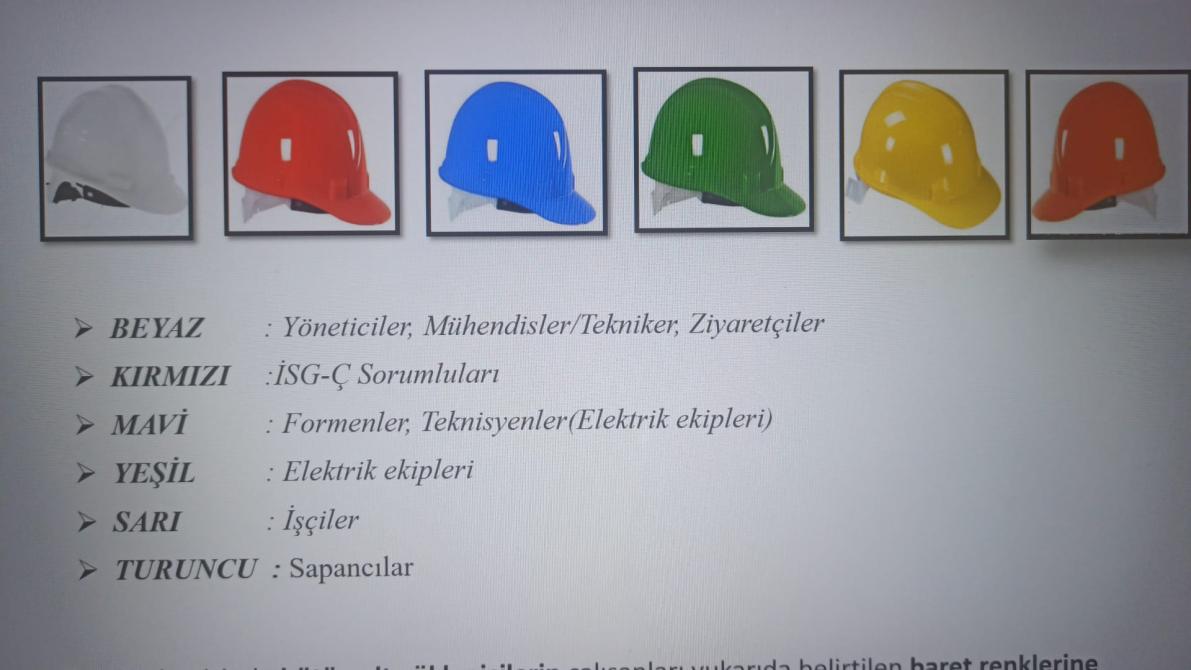 ➢ BEYAZ : Yöneticiler, Mühendisler/Tekniker, Ziyaretçiler
➢ KIRMIZI :İSG-Ç Sorumluları
➢ MAVİ : Formenler, Teknisyenler(Elektrik ekipleri)
➢ YEŞİL : Elektrik ekipleri
➢ SARI : İşçiler
➢ TURUNCU : Sapancılar
çalışanları yukarıda belirtilen baret renklerine